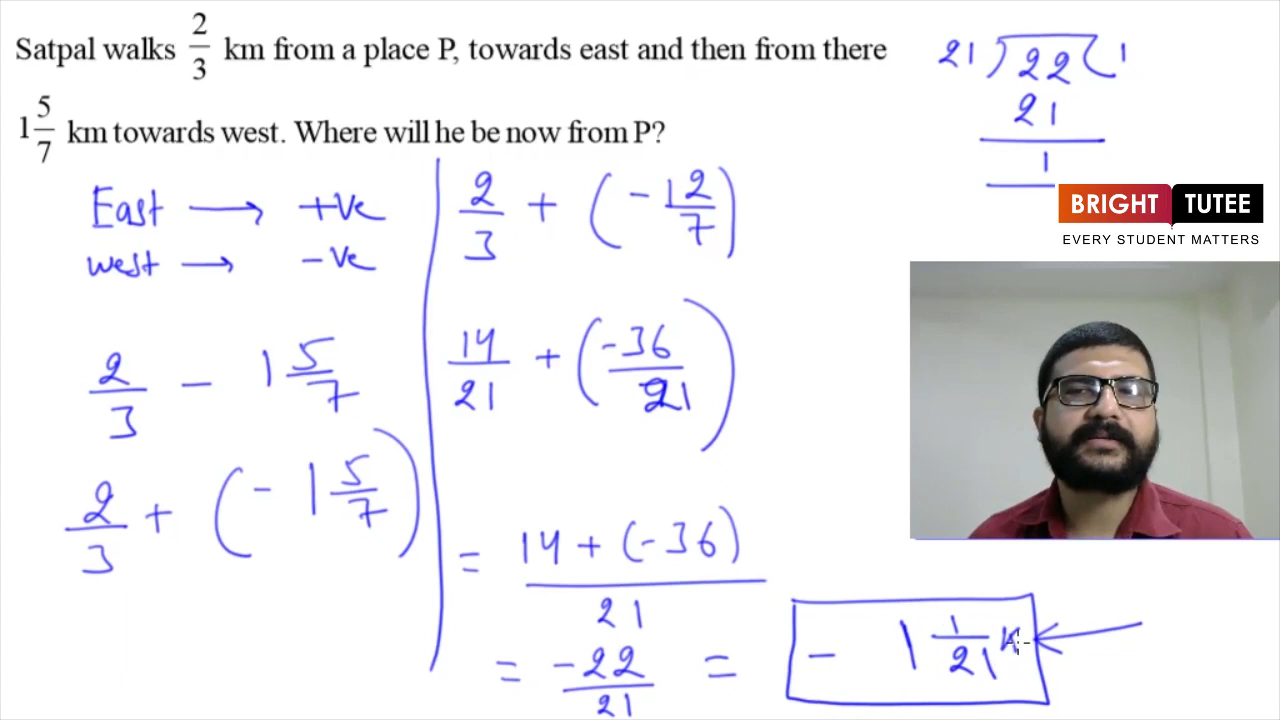 Satpal walks 2/3 km from a place P, towards east and then from there
1 5/7 km towards west. Where will he be now from P?
East → +ve
west → -ve
2/3 - 1 5/7
2/3 + (-1 5/7)
2/3 + (-1 2/7)
14/21 + (-36/21)
= 14 + (-36) / 21
= -22/21 = - 1 1/21 k
21 ) 22 ( 1
21
1
BRIGHT TUTEE
EVERY STUDENT MATTERS